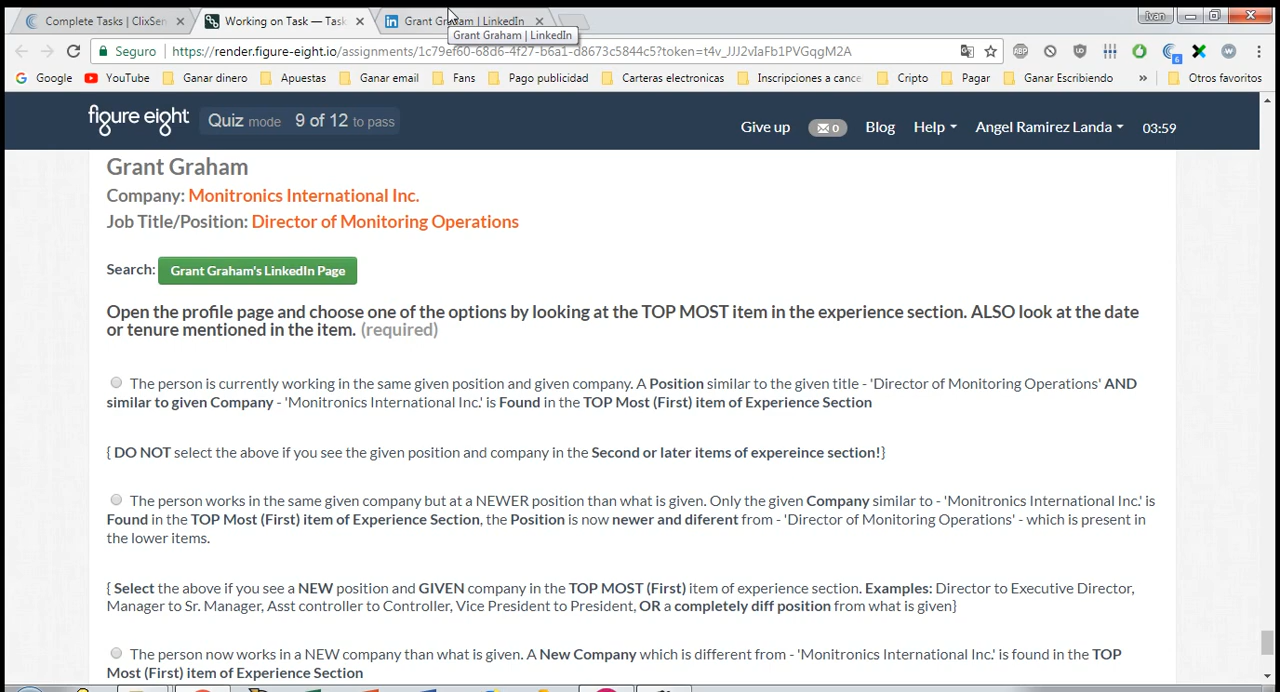 Complete Tasks | ClixSen
Working on Task — Task
Grant Graham | LinkedIn
Ivan
Grant Graham | LinkedIn
Seguro
https://render.figure-eight.io/assignments/1c79ef60-68d6-4f27-b6a1-d8673c5844c5?token=t4v_JJJ2vIaFb1PVGqgM2A
Google YouTube Ganar dinero Apuestas Ganar email Fans Pago publicidad Carteras electronicas Inscripciones a cance Cripto Pagar Ganar Escribiendo » Otros favoritos
figure eight Quiz mode 9 of 12 to pass Give up 0 Blog Help Angel Ramirez Landa 03:59
Grant Graham
Company: Monitronics International Inc.
Job Title/Position: Director of Monitoring Operations
Search: Grant Graham's LinkedIn Page
Open the profile page and choose one of the options by looking at the TOP MOST item in the experience section. ALSO look at the date
or tenure mentioned in the item. (required)
The person is currently working in the same given position and given company. A Position similar to the given title - 'Director of Monitoring Operations' AND
similar to given Company - 'Monitronics International Inc.' is Found in the TOP Most (First) item of Experience Section
{ DO NOT select the above if you see the given position and company in the Second or later items of expereince section!}
The person works in the same given company but at a NEWER position than what is given. Only the given Company similar to - 'Monitronics International Inc.' is
Found in the TOP Most (First) item of Experience Section, the Position is now newer and diferent from - 'Director of Monitoring Operations' - which is present in
the lower items.
{ Select the above if you see a NEW position and GIVEN company in the TOP MOST (First) item of experience section. Examples: Director to Executive Director,
Manager to Sr. Manager, Asst controller to Controller, Vice President to President, OR a completely diff position from what is given}
The person now works in a NEW company than what is given. A New Company which is different from - 'Monitronics International Inc.' is found in the TOP
Most (First) item of Experience Section